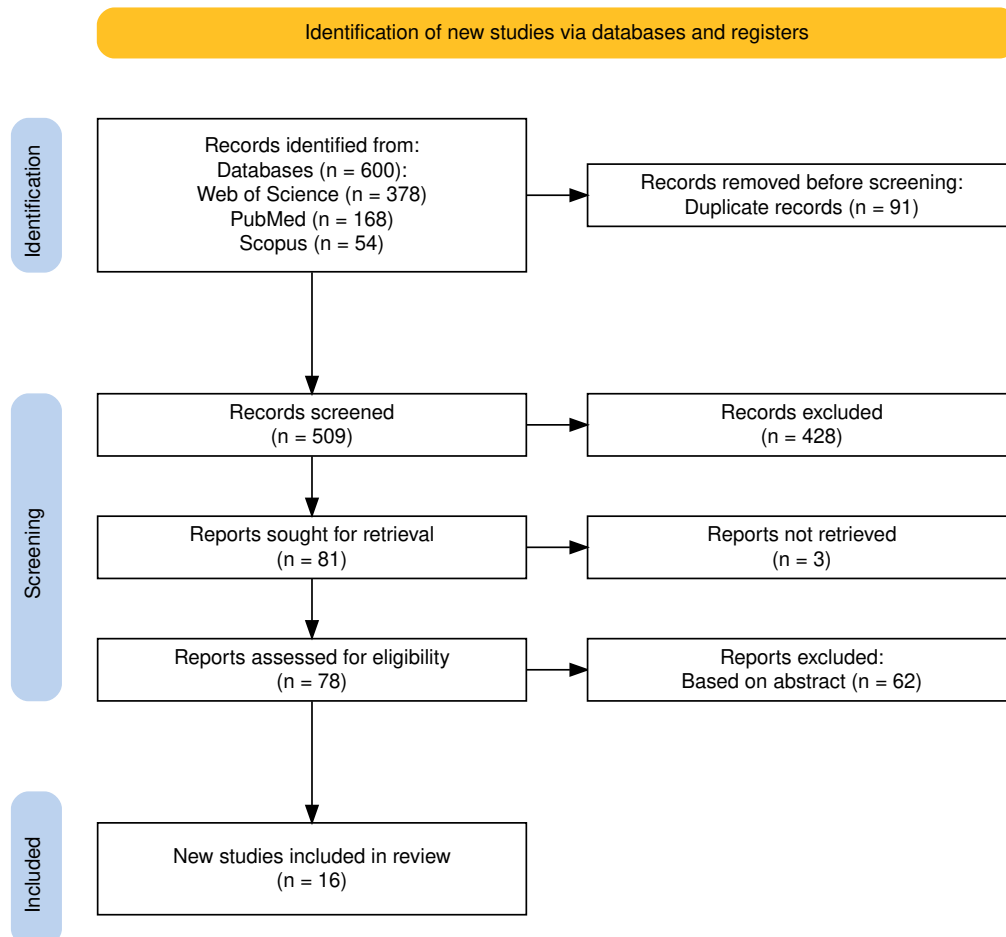 Identification of new studies via databases and registers
Identification
Records identified from:
Databases (n = 600):
Web of Science (n = 378)
PubMed (n = 168)
Scopus (n = 54)
Records removed before screening:
Duplicate records (n = 91)
Screening
Records screened
(n = 509)
Records excluded
(n = 428)
Reports sought for retrieval
(n = 81)
Reports not retrieved
(n = 3)
Reports assessed for eligibility
(n = 78)
Reports excluded:
Based on abstract (n = 62)
Included
New studies included in review
(n = 16)